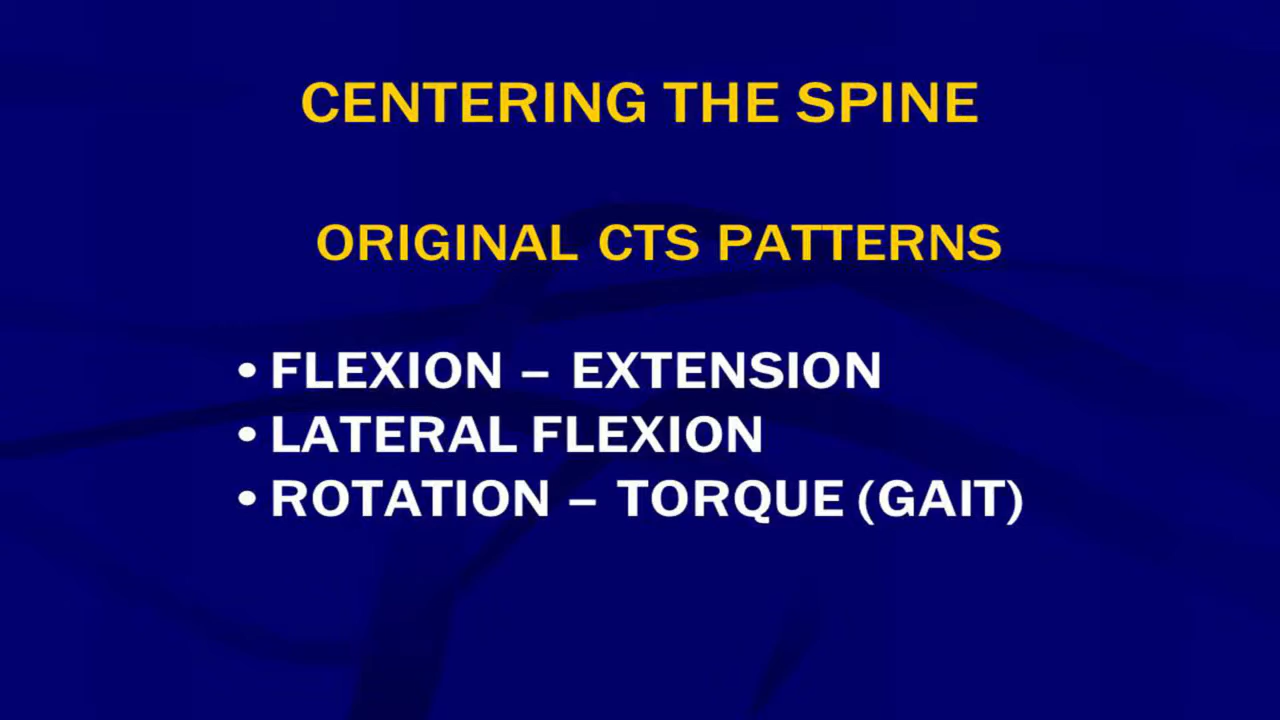 CENTERING THE SPINE
ORIGINAL CTS PATTERNS
• FLEXION – EXTENSION
• LATERAL FLEXION
• ROTATION – TORQUE (GAIT)